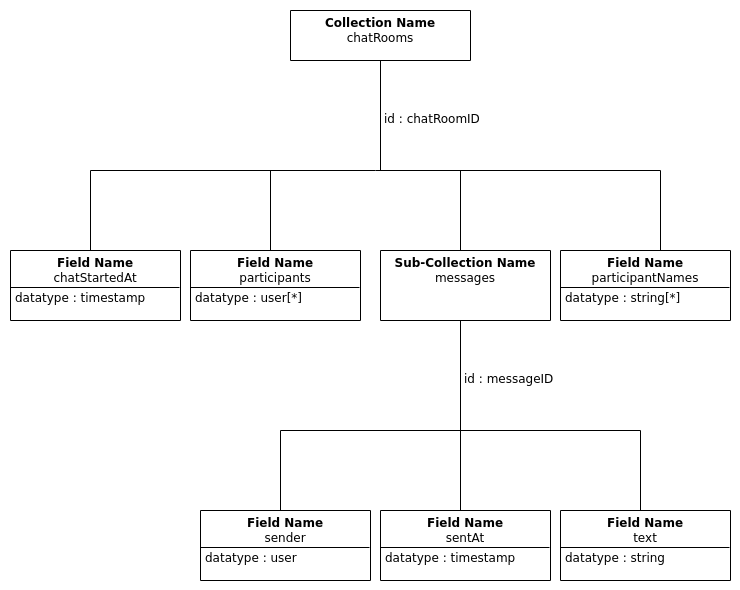 Collection Name
chatRooms
id : chatRoomID
Field Name
chatStartedAt
datatype : timestamp
Field Name
participants
datatype : user[*]
Sub-Collection Name
messages
Field Name
participantNames
datatype : string[*]
id : messageID
Field Name
sender
datatype : user
Field Name
sentAt
datatype : timestamp
Field Name
text
datatype : string